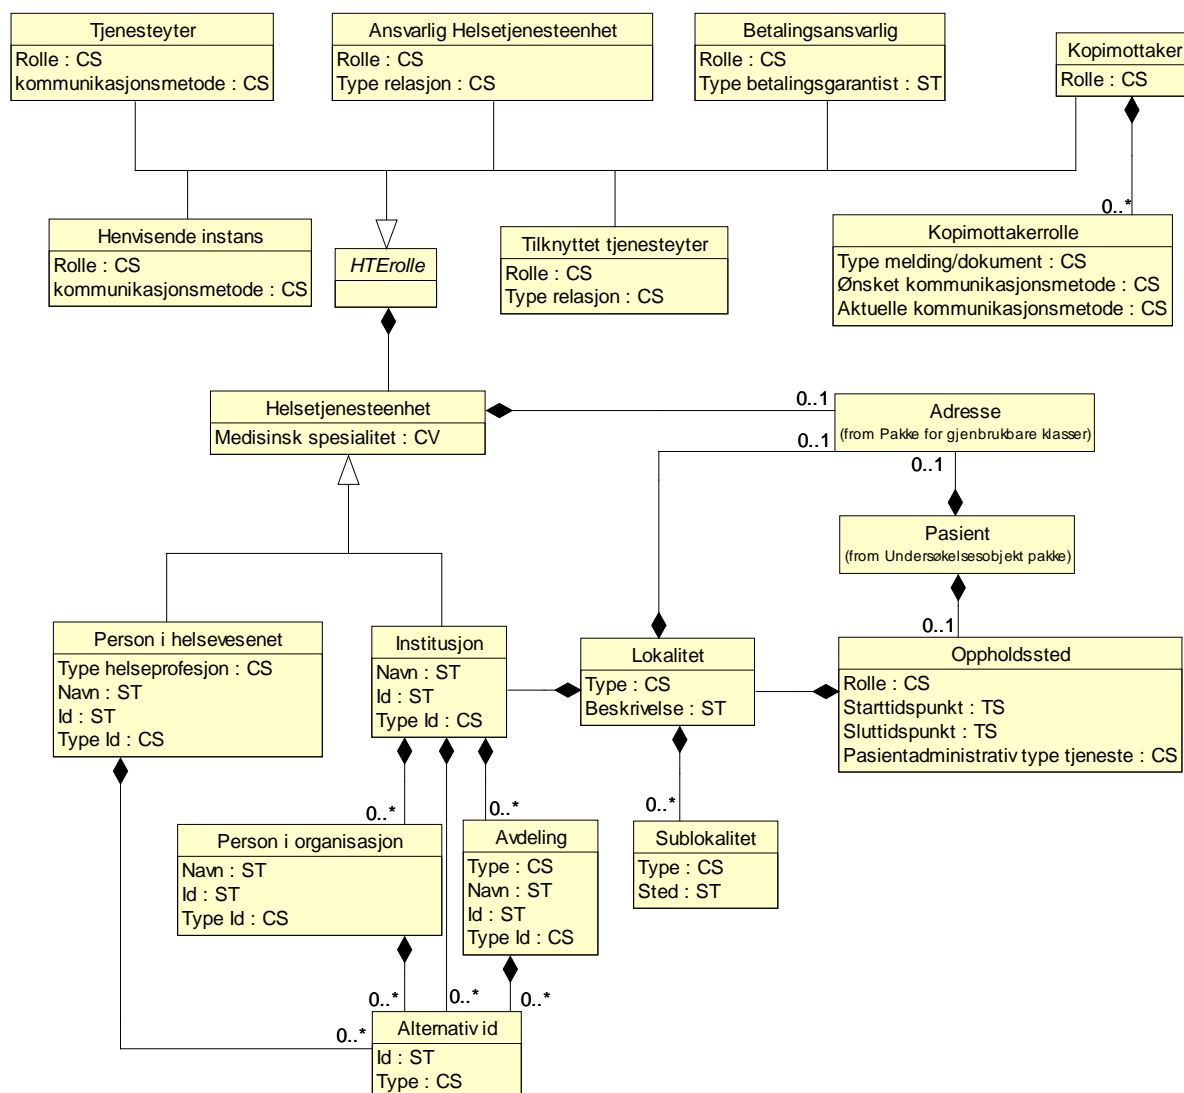 Tjenesteyter
Rolle : CS
kommunikasjonsmetode : CS
Ansvarlig Helsetjenesteenhet
Rolle : CS
Type relasjon : CS
Betalingsansvarlig
Rolle : CS
Type betalingsgarantist : ST
Kopimottaker
Rolle : CS
0..*
Henvisende instans
Rolle : CS
kommunikasjonsmetode : CS
HTErolle
Tilknyttet tjenesteyter
Rolle : CS
Type relasjon : CS
Kopimottakerrolle
Type melding/dokument : CS
Ønsket kommunikasjonsmetode : CS
Aktuelle kommunikasjonsmetode : CS
Helsetjenesteenhet
Medisinsk spesialitet : CV
0..1
0..1
Adresse
(from Pakke for gjenbrukbare klasser)
0..1
Pasient
(from Undersøkelsesobjekt pakke)
0..1
Person i helsevesenet
Type helseprofesjon : CS
Navn : ST
Id : ST
Type Id : CS
Institusjon
Navn : ST
Id : ST
Type Id : CS
Lokalitet
Type : CS
Beskrivelse : ST
Oppholdssted
Rolle : CS
Starttidspunkt : TS
Sluttidspunkt : TS
Pasientadministrativ type tjeneste : CS
0..*
0..*
0..*
Person i organisasjon
Navn : ST
Id : ST
Type Id : CS
Avdeling
Type : CS
Navn : ST
Id : ST
Type Id : CS
Sublokalitet
Type : CS
Sted : ST
0..*
0..*
0..*
0..*
Alternativ id
Id : ST
Type : CS